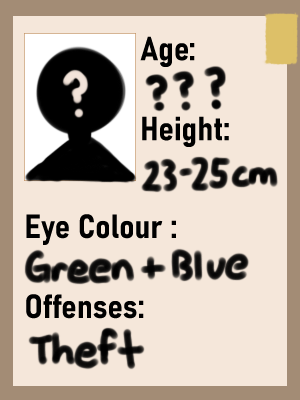 ?
Age:
???
Height:
23-25cm
Eye Colour :
Green + Blue
Offenses:
Theft